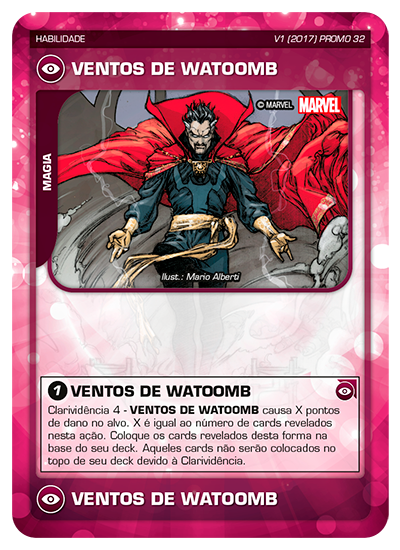 HABILIDADE
V1 (2017) PROMO 32
VENTOS DE WATOOMB
© MARVEL MARVEL
MAGIA
Ilust.: Mario Alberti
1 VENTOS DE WATOOMB
Clarividência 4 - VENTOS DE WATOOMB causa X pontos
de dano no alvo. X é igual ao número de cards revelados
nesta ação. Coloque os cards revelados desta forma na
base do seu deck. Aqueles cards não serão colocados no
topo de seu deck devido à Clarividência.
VENTOS DE WATOOMB